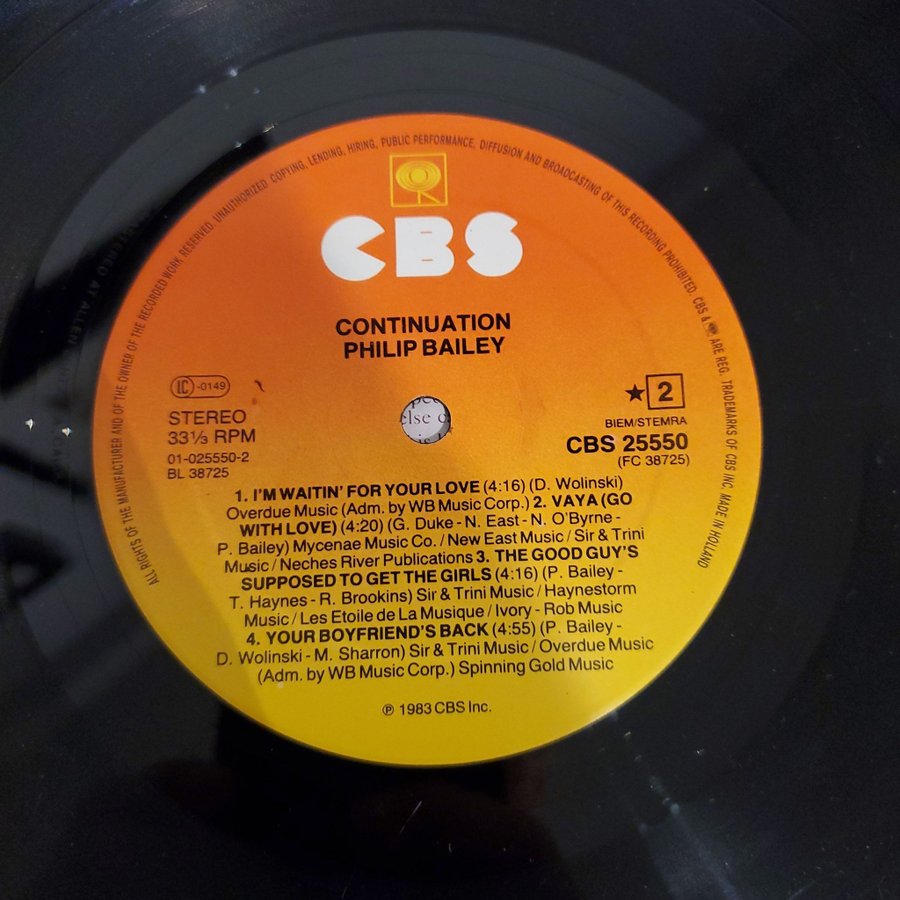 ALL RIGHTS OF THE MANUFACTURER AND OF THE OWNER OF THE RECORDED WORK RESERVED. UNAUTHORIZED COPYING, LENDING, HIRING, PUBLIC PERFORMANCE, DIFFUSION AND BROADCASTING OF THIS RECORDING PROHIBITED. CBS & ARE REG. TRADEMARKS OF CBS INC. MADE IN HOLLAND
CBS
CONTINUATION
PHILIP BAILEY
LC -0149
STEREO
33⅓ RPM
01-025550-2
BL 38725
★ 2
BIEM/STEMRA
CBS 25550
(FC 38725)
else o
1. I'M WAITIN' FOR YOUR LOVE (4:16) (D. Wolinski)
Overdue Music (Adm. by WB Music Corp.) 2. VAYA (GO
WITH LOVE) (4:20) (G. Duke - N. East - N. O'Byrne -
P. Bailey) Mycenae Music Co. / New East Music / Sir & Trini
Music / Neches River Publications 3. THE GOOD GUY'S
SUPPOSED TO GET THE GIRLS (4:16) (P. Bailey -
T. Haynes - R. Brookins) Sir & Trini Music / Haynestorm
Music / Les Etoile de La Musique / Ivory - Rob Music
4. YOUR BOYFRIEND'S BACK (4:55) (P. Bailey -
D. Wolinski - M. Sharron) Sir & Trini Music / Overdue Music
(Adm. by WB Music Corp.) Spinning Gold Music
℗ 1983 CBS Inc.